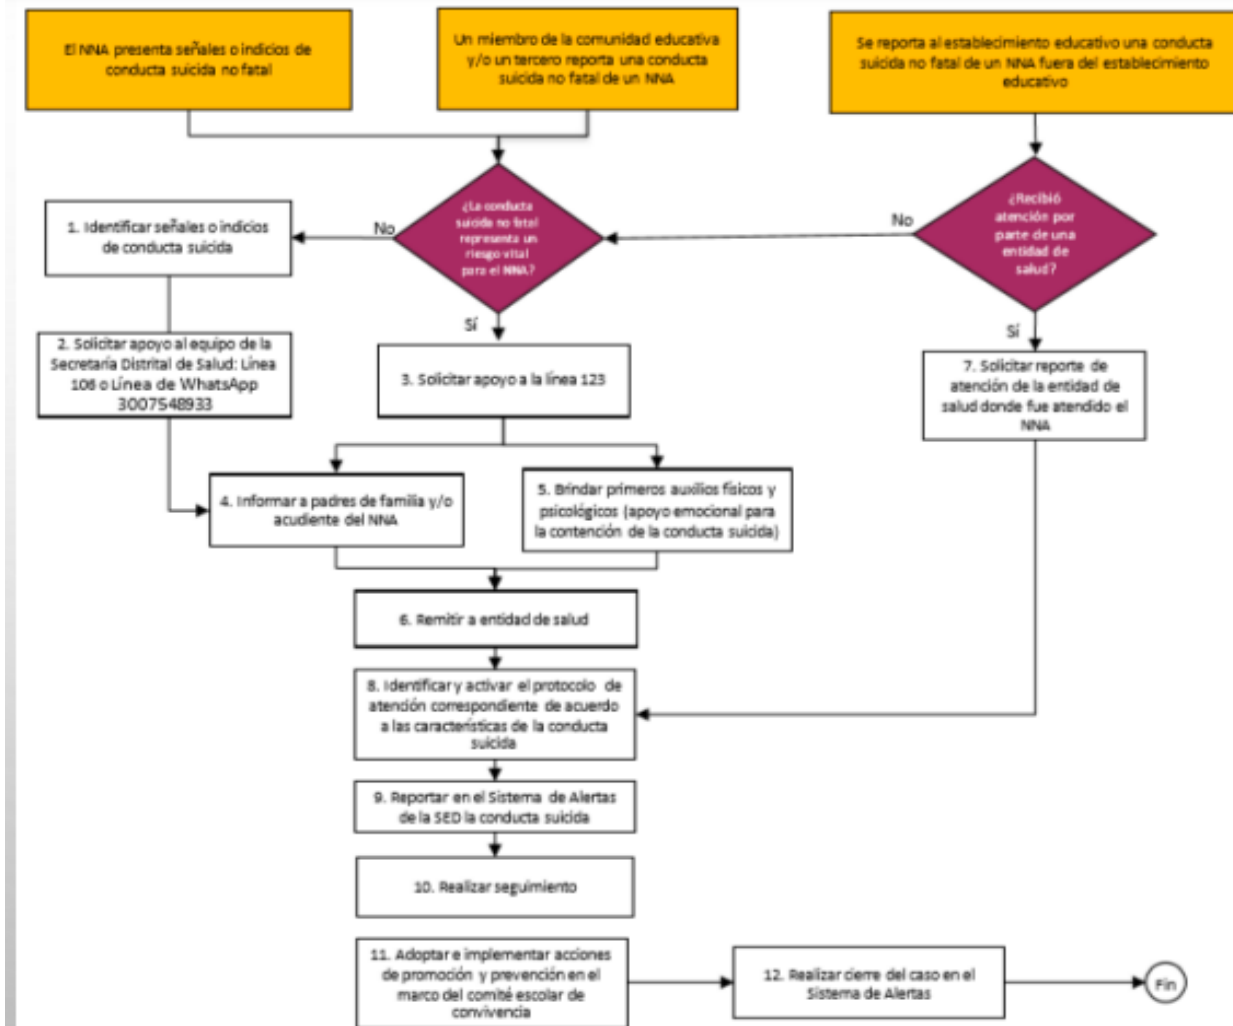 El NNA presenta señales o indicios de
conducta suicida no fatal
Un miembro de la comunidad educativa
y/o un tercero reporta una conducta
suicida no fatal de un NNA
Se reporta al establecimiento educativo una conducta
suicida no fatal de un NNA fuera del establecimiento
educativo
¿La conducta
suicida no fatal
representa un
riesgo vital
para el NNA?
¿Recibió
atención por
parte de una
entidad de
salud?
No
No
Sí
Sí
1. Identificar señales o indicios
de conducta suicida
2. Solicitar apoyo al equipo de la
Secretaría Distrital de Salud: Línea
106 o Línea de WhatsApp
3007548933
3. Solicitar apoyo a la línea 123
7. Solicitar reporte de
atención de la entidad de
salud donde fue atendido el
NNA
4. Informar a padres de familia y/o
acudiente del NNA
5. Brindar primeros auxilios físicos y
psicológicos (apoyo emocional para
la contención de la conducta suicida)
6. Remitir a entidad de salud
8. Identificar y activar el protocolo de
atención correspondiente de acuerdo
a las características de la conducta
suicida
9. Reportar en el Sistema de Alertas
de la SED la conducta suicida
10. Realizar seguimiento
11. Adoptar e implementar acciones
de promoción y prevención en el
marco del comité escolar de
convivencia
12. Realizar cierre del caso en el
Sistema de Alertas
Fin